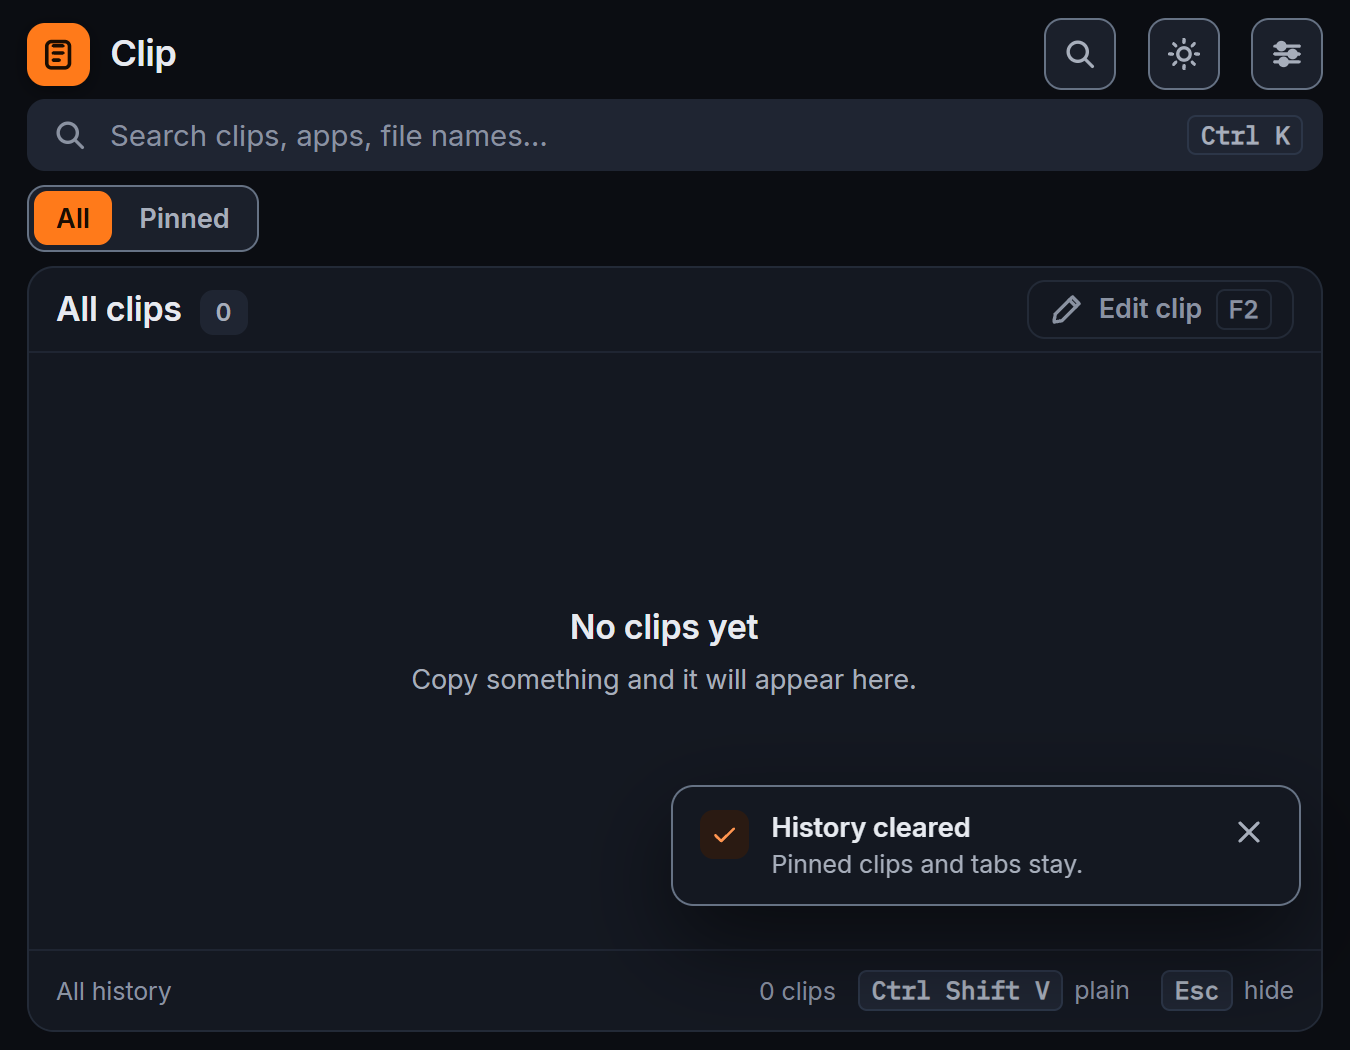 Clip
Search clips, apps, file names...
Ctrl K
All
Pinned
All clips
0
Edit clip
F2
No clips yet
Copy something and it will appear here.
History cleared
Pinned clips and tabs stay.
All history
0 clips
Ctrl Shift V
plain
Esc
hide